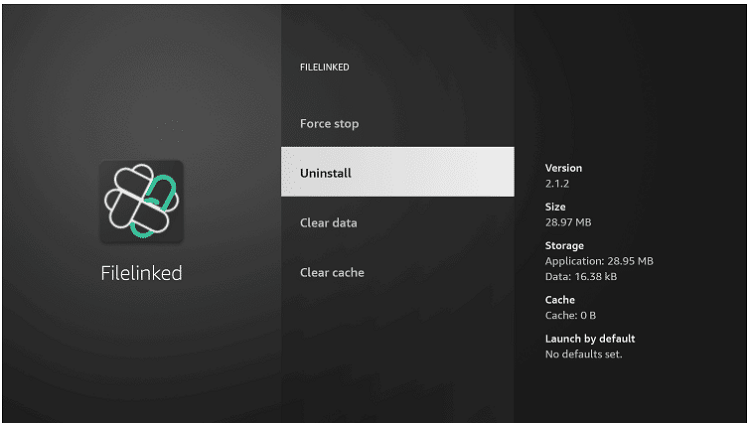 FILELINKED
Force stop
Uninstall
Clear data
Clear cache
Filelinked
Version
2.1.2
Size
28.97 MB
Storage
Application: 28.95 MB
Data: 16.38 kB
Cache
Cache: 0 B
Launch by default
No defaults set.